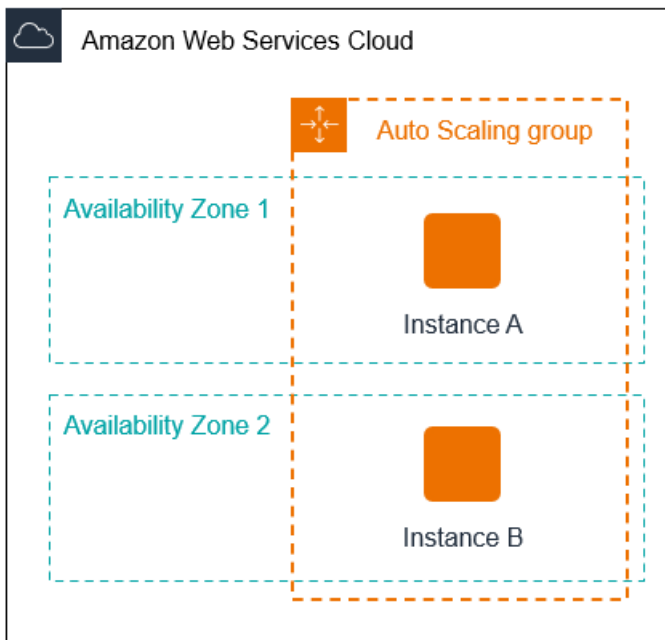 Amazon Web Services Cloud
Auto Scaling group
Availability Zone 1
Instance A
Availability Zone 2
Instance B